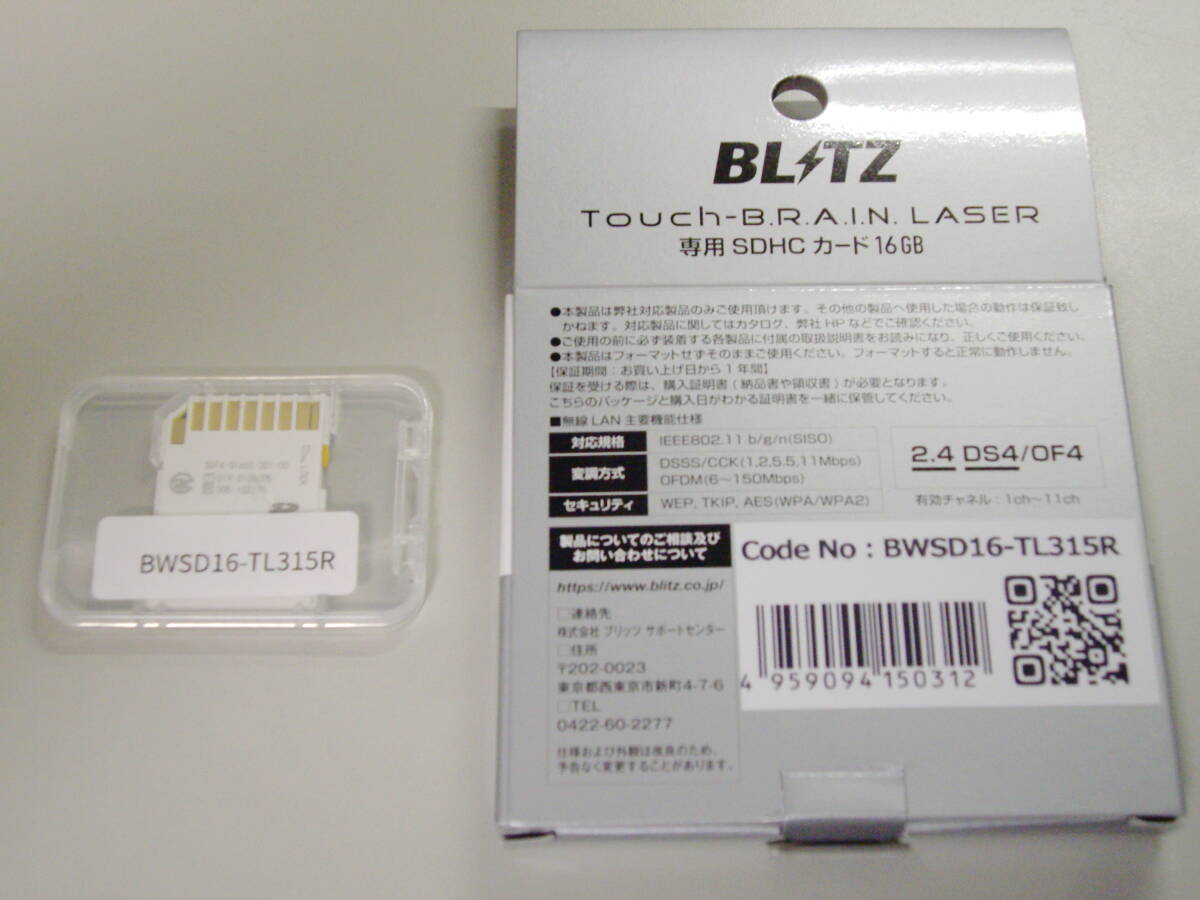 BLITZ
Touch-B.R.A.I.N. LASER
専用 SDHC カード 16GB
●本製品は弊社対応製品のみご使用頂けます。その他の製品へ使用した場合の動作は保証致し
かねます。対応製品に関してはカタログ、弊社 HP などでご確認ください。
●ご使用の前に必ず装着する各製品に付属の取扱説明書をお読みになり、正しくご使用ください。
●本製品はフォーマットせずそのままご使用ください。フォーマットすると正常に動作しません。
【保証期間：お買い上げ日から 1 年間】
保証を受ける際は、購入証明書 (納品書や領収書) が必要となります。
こちらのパッケージと購入日がわかる証明書を一緒に保管してください。
■無線 LAN 主要機能仕様
対応規格 IEEE802.11 b/g/n(SISO)
変調方式 DSSS/CCK(1,2,5.5,11Mbps)
OFDM(6～150Mbps)
セキュリティ WEP, TKIP, AES(WPA/WPA2)
2.4 DS4/OF4
有効チャネル：1ch～11ch
製品についてのご相談及び
お問い合わせについて
https://www.blitz.co.jp/
□連絡先
株式会社 ブリッツ サポートセンター
□住所
〒202-0023
東京都西東京市新町4-7-6
□TEL
0422-60-2277
仕様および外観は改良のため、
予告なく変更することがあります。
Code No : BWSD16-TL315R
4 959094 150312
BWSD16-TL315R